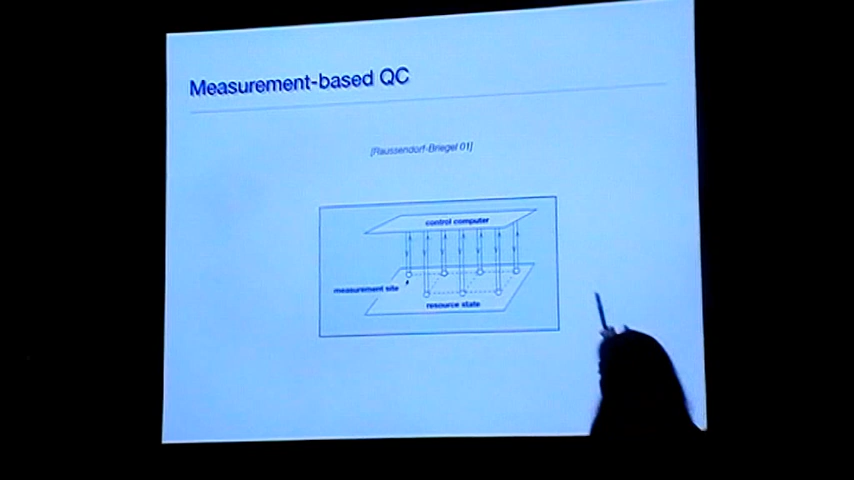 Measurement-based QC
[Raussendorf-Briegel 01]
control computer
measurement site
resource state